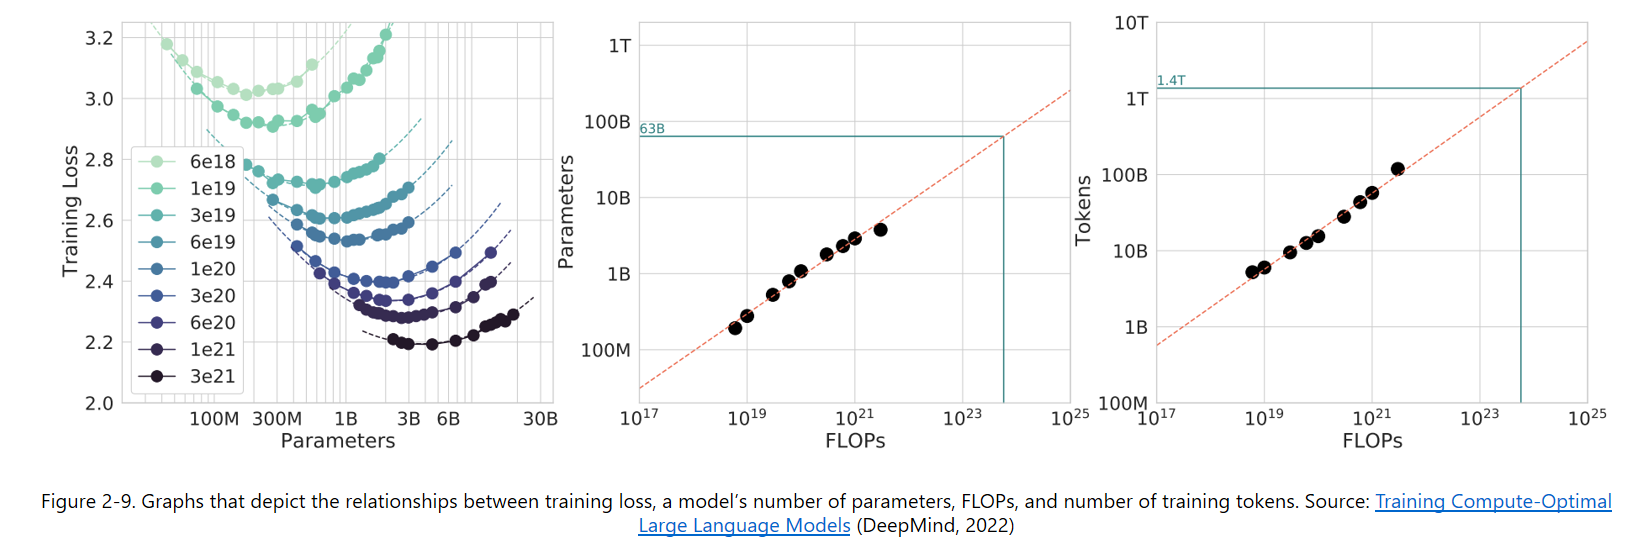 3.2
3.0
2.8
2.6
2.4
2.2
2.0
Training Loss
6e18
1e19
3e19
6e19
1e20
3e20
6e20
1e21
3e21
100M 300M 1B 3B 6B 30B
Parameters
1T
100B
10B
1B
100M
Parameters
63B
10^17 10^19 10^21 10^23 10^25
FLOPs
10T
1T
100B
10B
1B
100M
Tokens
1.4T
10^17 10^19 10^21 10^23 10^25
FLOPs
Figure 2-9. Graphs that depict the relationships between training loss, a model’s number of parameters, FLOPs, and number of training tokens. Source: Training Compute-Optimal
Large Language Models (DeepMind, 2022)